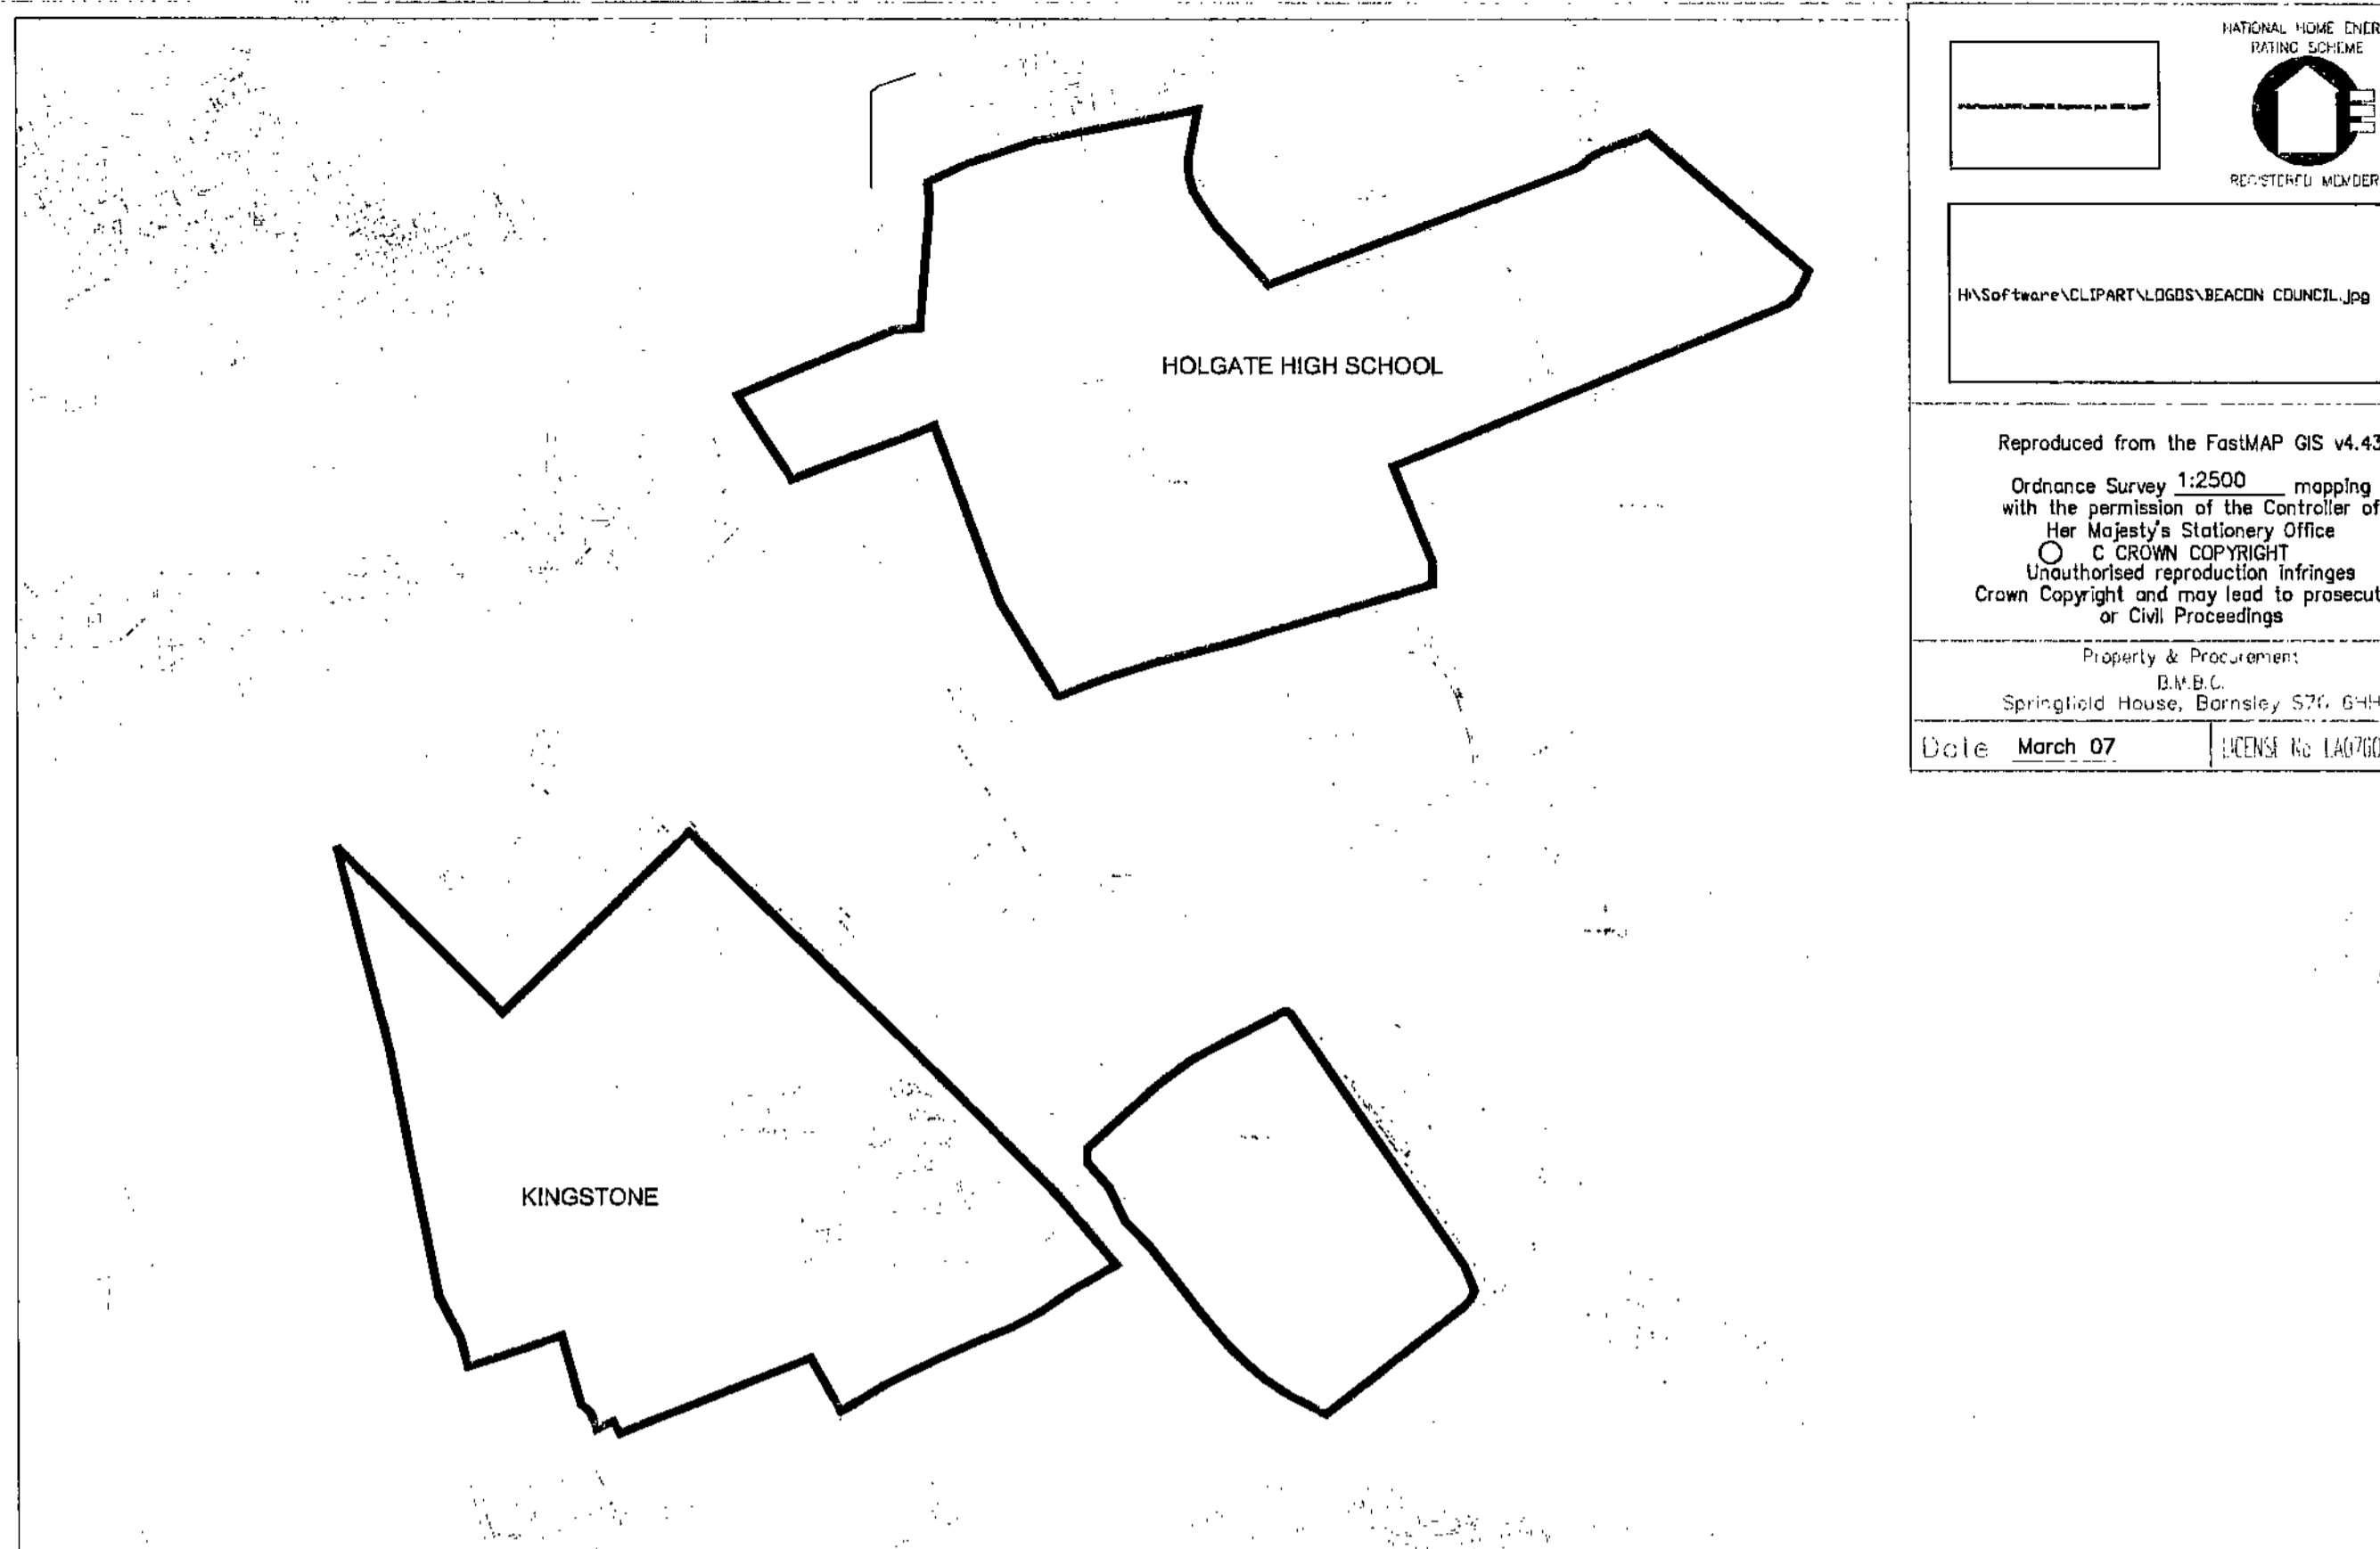 HOLGATE HIGH SCHOOL
KINGSTONE
NATIONAL HOME ENER
RATING SCHEME
REGISTERED MEMBER
H:\Software\CLIPART\LOGOS\BEACON COUNCIL.jpg
Reproduced from the FastMAP GIS v4.43
Ordnance Survey 1:2500 mapping
with the permission of the Controller of
Her Majesty's Stationery Office
C CROWN COPYRIGHT
Unauthorised reproduction infringes
Crown Copyright and may lead to prosecut
or Civil Proceedings
Property & Procurement
B.M.B.C.
Springfield House, Barnsley S70
Date March 07
LICENSE No